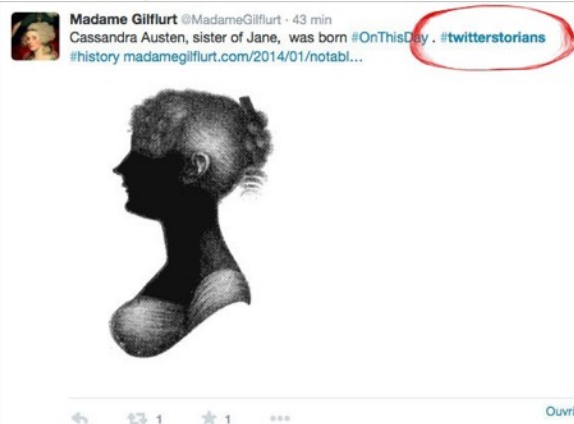 Madame Gilflurt @MadameGilflurt · 43 min
Cassandra Austen, sister of Jane, was born #OnThisDay . #twitterstorians
#history madamegilflurt.com/2014/01/notabl...
Ouvri
1
1